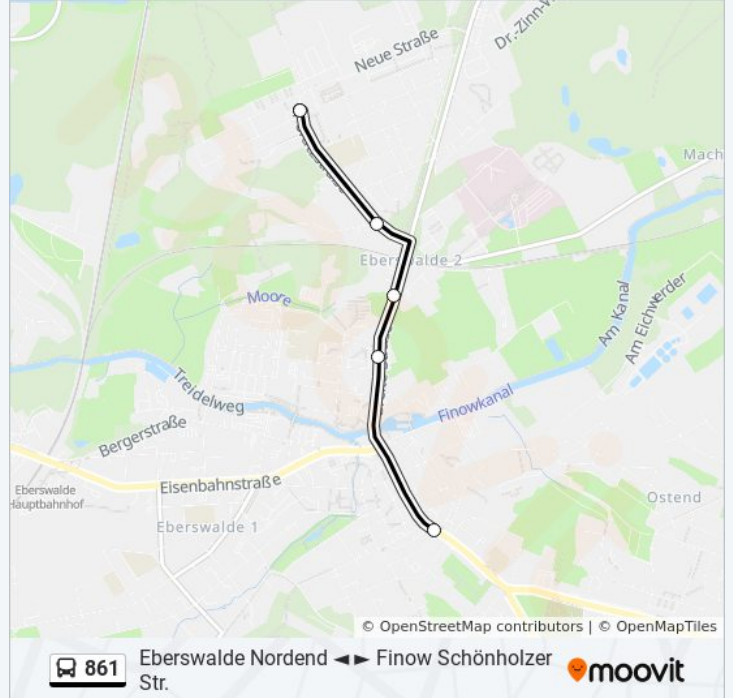 Neue Straße
Dr.-Zinn-W
Mach
Eberswalde 2
Moore
Am Kanal
Am Eichwerder
Treidelweg
Finowkanal
Bergerstraße
Eisenbahnstraße
Eberswalde
Hauptbahnhof
Ostend
Eberswalde 1
© OpenStreetMap contributors | © OpenMapTiles
861
Eberswalde Nordend ◄ ► Finow Schönholzer
Str.
moovit